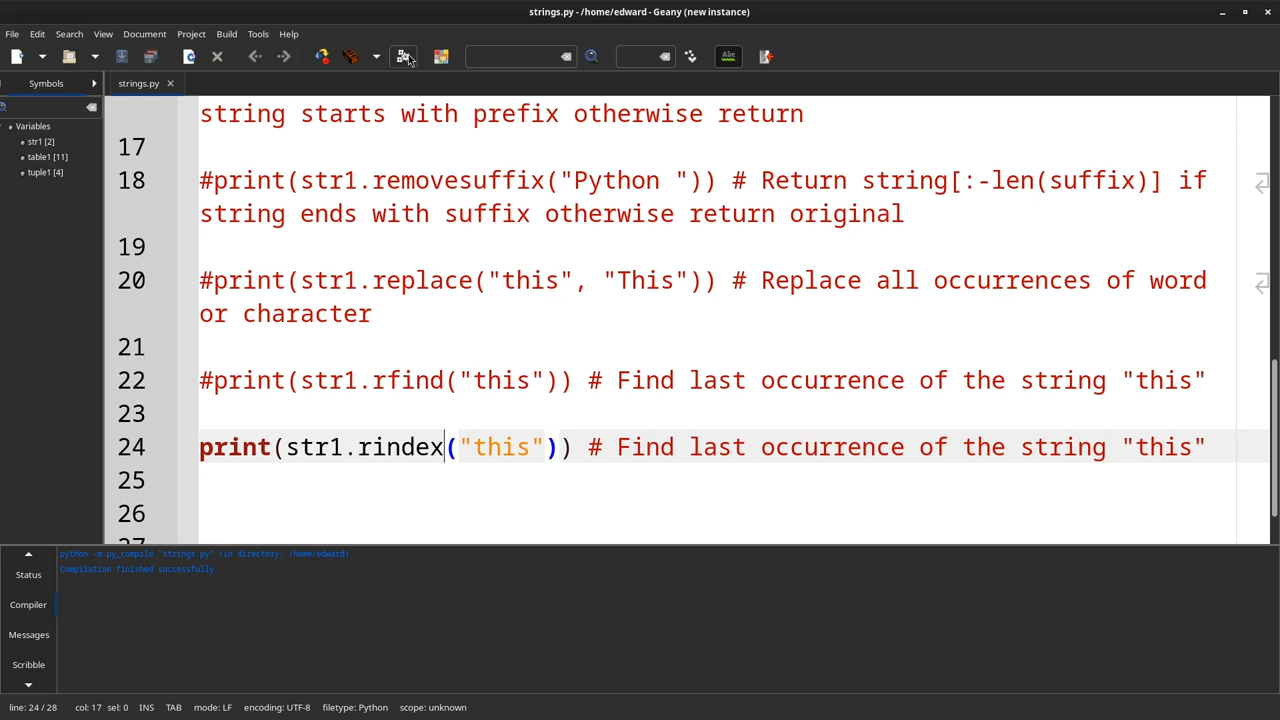 strings.py - /home/edward - Geany (new instance)
File Edit Search View Document Project Build Tools Help
Abc
Symbols strings.py
Variables
str1 [2]
table1 [11]
tuple1 [4]
string starts with prefix otherwise return
17
18 #print(str1.removesuffix("Python ")) # Return string[:-len(suffix)] if
string ends with suffix otherwise return original
19
20 #print(str1.replace("this", "This")) # Replace all occurrences of word
or character
21
22 #print(str1.rfind("this")) # Find last occurrence of the string "this"
23
24 print(str1.rindex("this")) # Find last occurrence of the string "this"
25
26
27
Status
Compiler
Messages
Scribble
python -m py_compile "strings.py" (in directory: /home/edward)
Compilation finished successfully.
line: 24 / 28 col: 17 sel: 0 INS TAB mode: LF encoding: UTF-8 filetype: Python scope: unknown